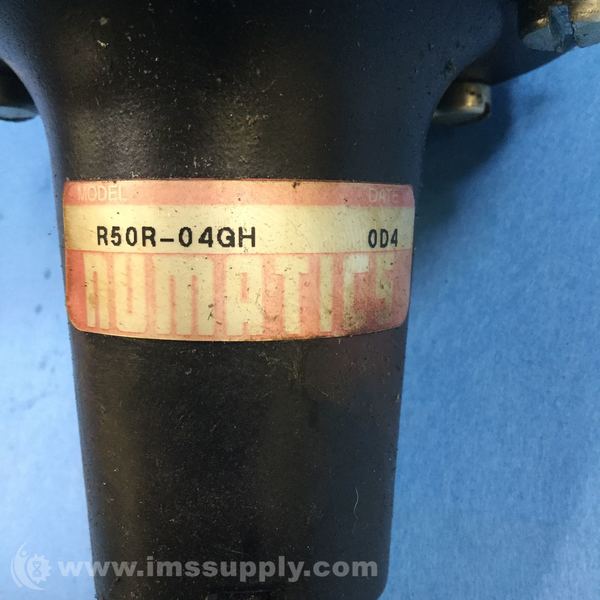 MODEL DATE
R50R-04GH 0D4
NUMATICS
www.imssupply.com